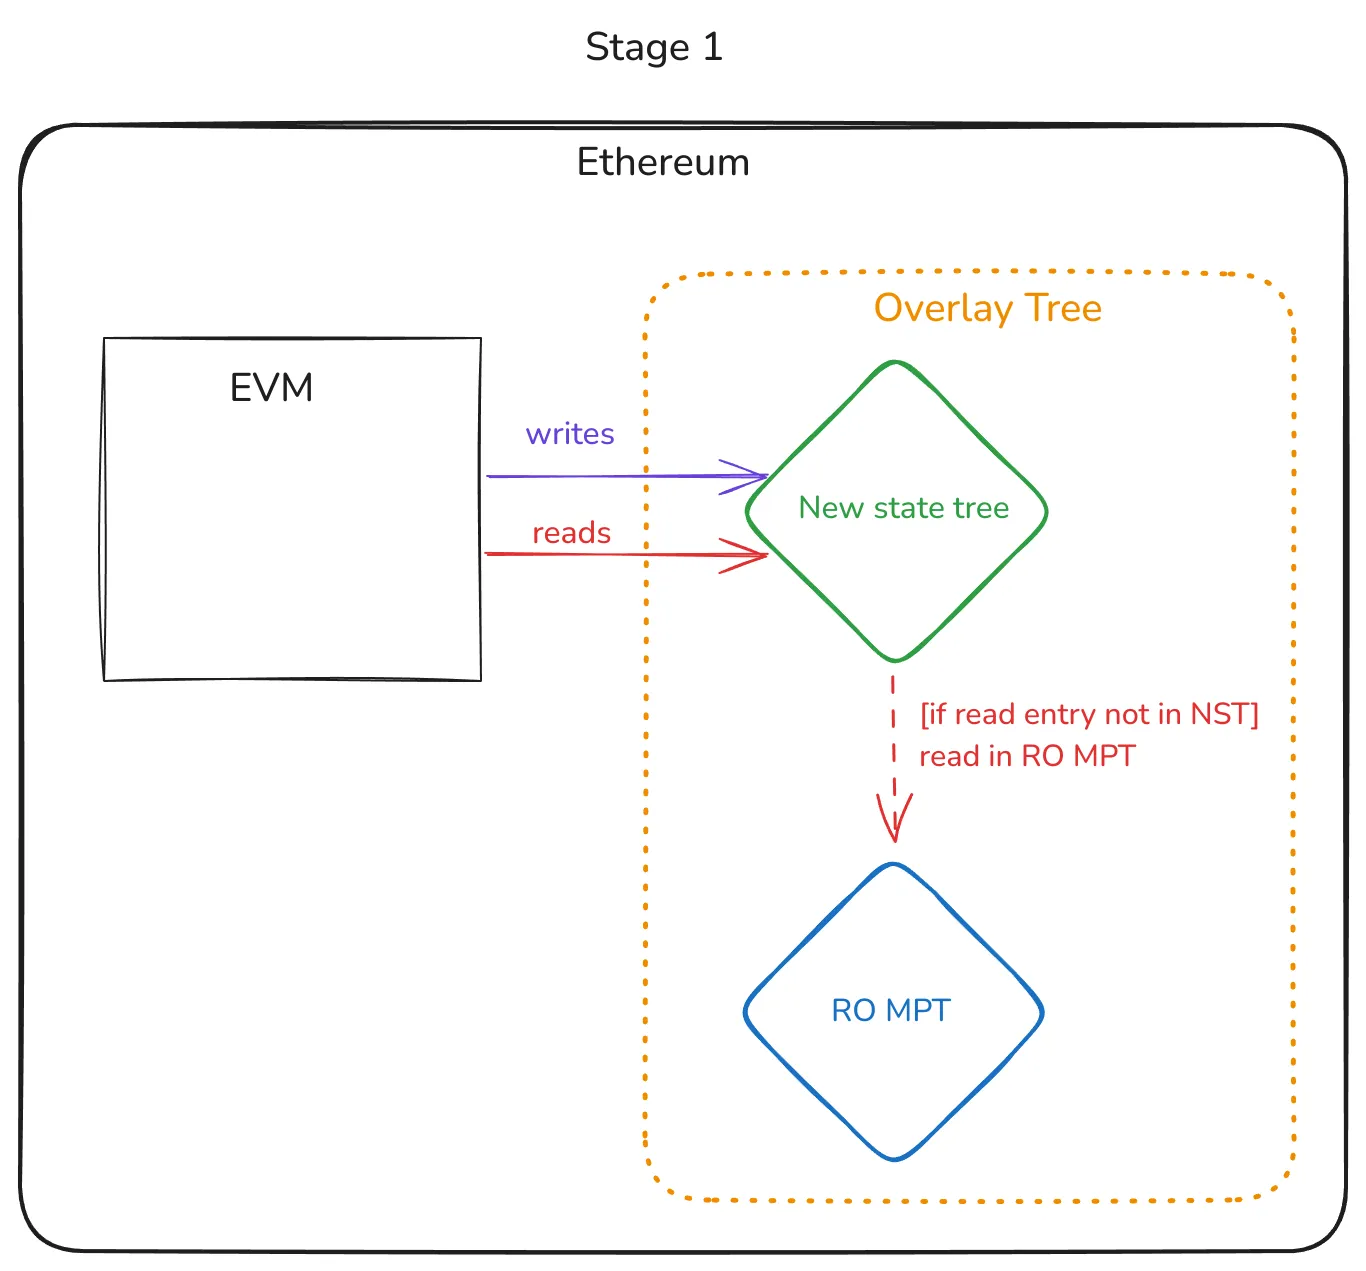 Stage 1
Ethereum
Overlay Tree
EVM
writes
New state tree
reads
[if read entry not in NST]
read in RO MPT
RO MPT